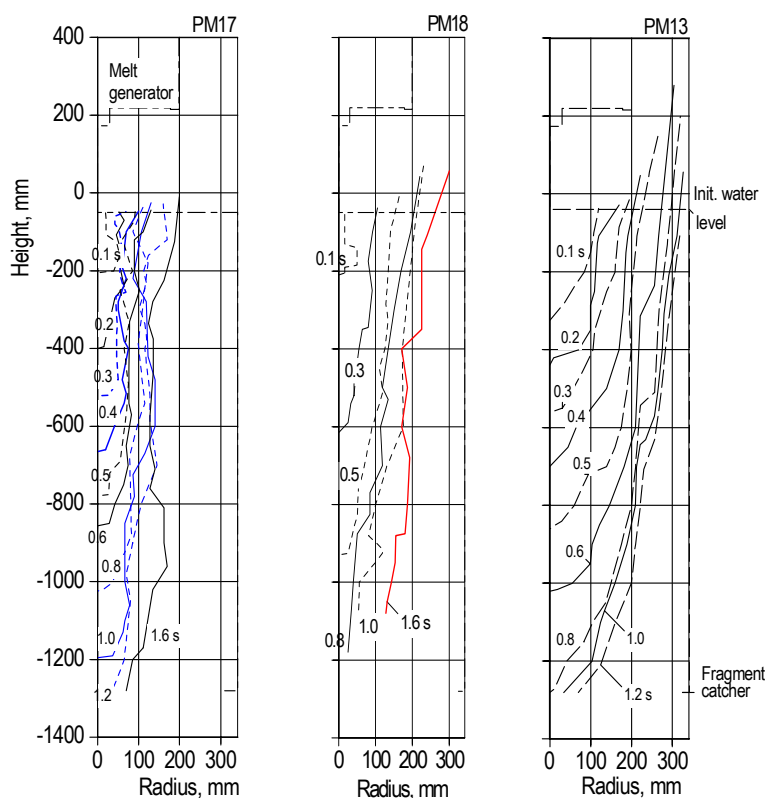 PM17
PM18
PM13
400
200
0
-200
-400
-600
-800
-1000
-1200
-1400
Height, mm
Melt
generator
0.1 s
0.2
0.3
0.4
0.5
0.6
0.8
1.0
1.2
1.6 s
0 100 200 300
Radius, mm
0.1 s
0.3
0.5
0.8
1.0
1.6 s
0 100 200 300
Radius, mm
0.1 s
0.2
0.3
0.4
0.5
0.6
0.8
1.0
1.2 s
Init. water
level
Fragment
catcher
0 100 200 300
Radius, mm